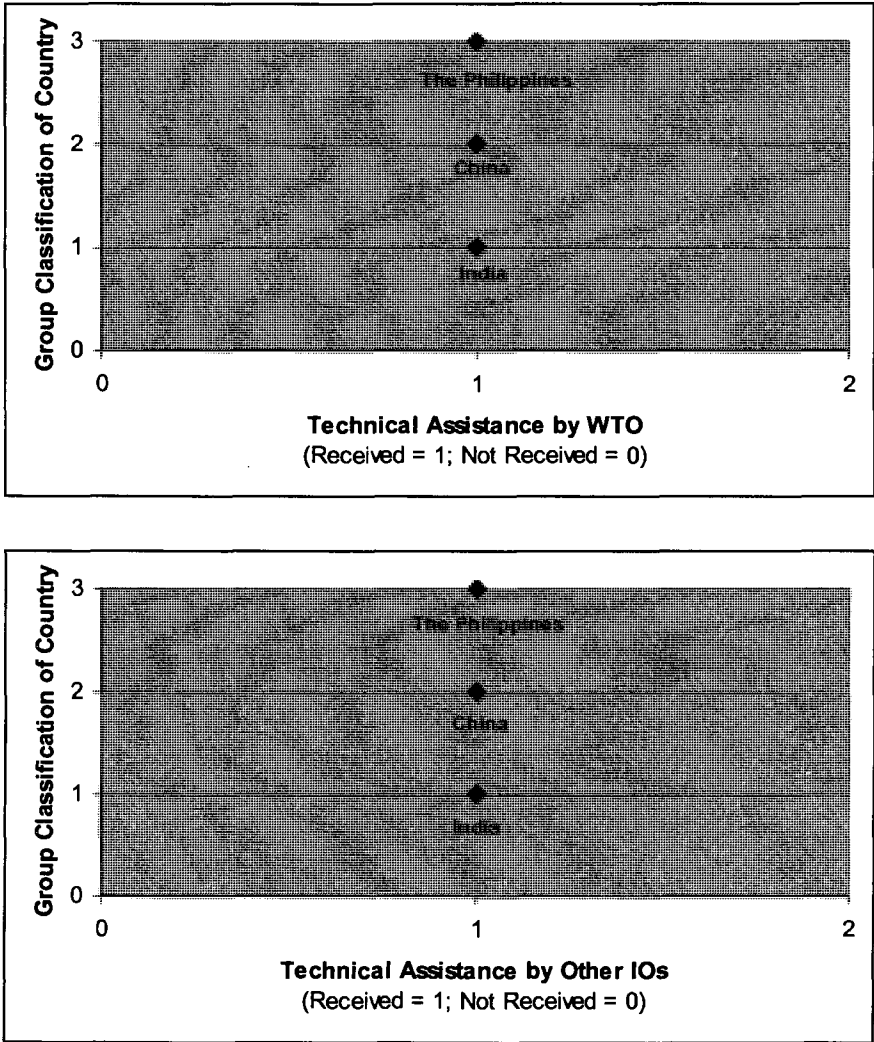 Group Classification of Country
3
The Philippines
2
China
1
India
0
0 1 2
Technical Assistance by WTO
(Received = 1; Not Received = 0)
Group Classification of Country
3
The Philippines
2
China
1
India
0
0 1 2
Technical Assistance by Other IOs
(Received = 1; Not Received = 0)